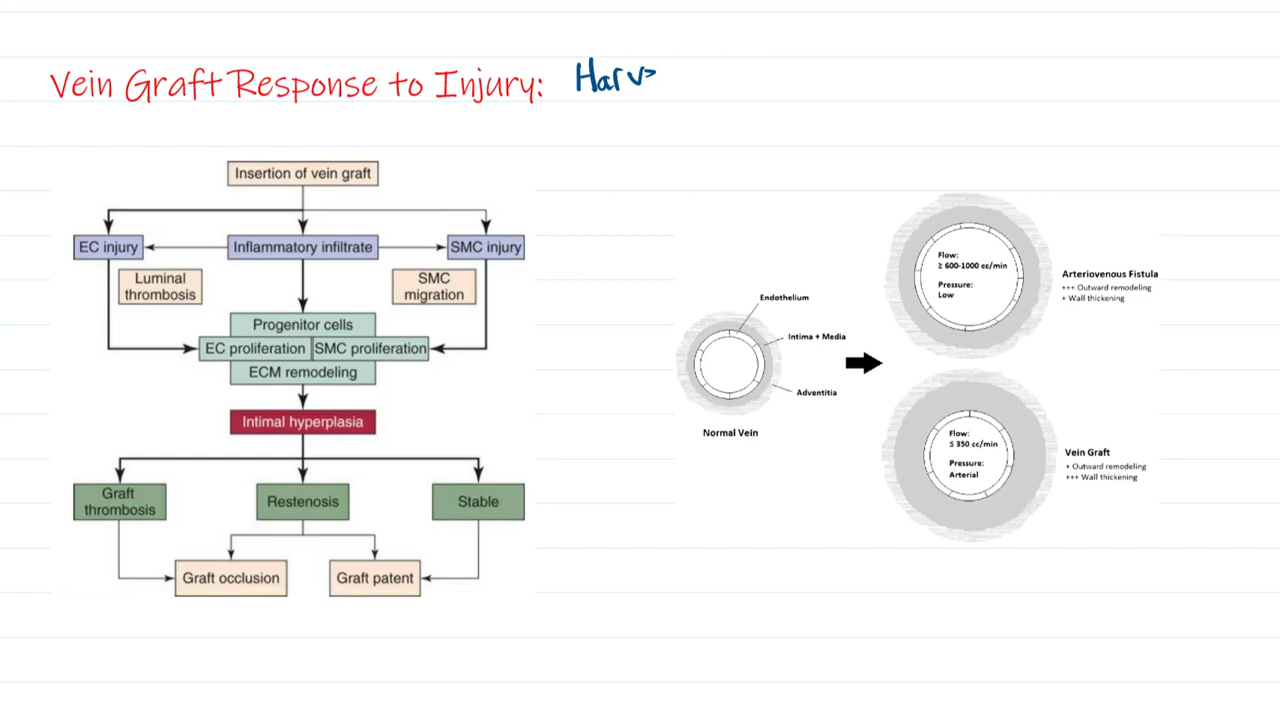 Vein Graft Response to Injury: Harv
Insertion of vein graft
EC injury
Inflammatory infiltrate
SMC injury
Luminal
thrombosis
SMC
migration
Progenitor cells
EC proliferation
SMC proliferation
ECM remodeling
Intimal hyperplasia
Graft
thrombosis
Restenosis
Stable
Graft occlusion
Graft patent
Endothelium
Intima + Media
Adventitia
Normal Vein
Flow:
≥ 600-1000 cc/min
Pressure:
Low
Arteriovenous Fistula
+++ Outward remodeling
+ Wall thickening
Flow:
≤ 350 cc/min
Pressure:
Arterial
Vein Graft
+ Outward remodeling
+++ Wall thickening